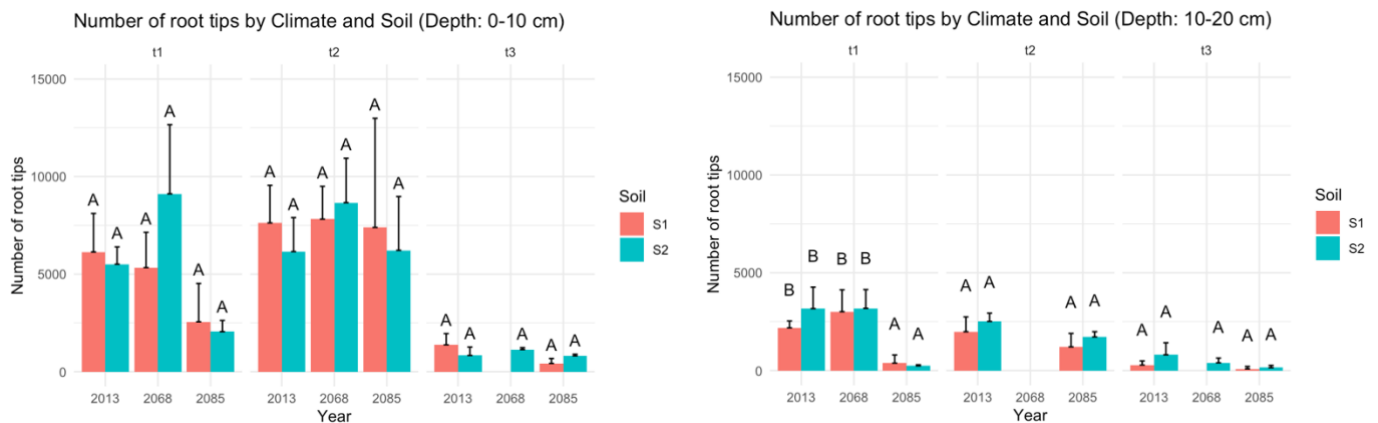 Number of root tips by Climate and Soil (Depth: 0-10 cm)
t1 t2 t3
15000
10000
5000
0
Number of root tips
A A A A A A
A A A A A A
A A A A A
2013 2068 2085 2013 2068 2085 2013 2068 2085
Year
Soil
S1
S2
Number of root tips by Climate and Soil (Depth: 10-20 cm)
t1 t2 t3
15000
10000
5000
0
Number of root tips
B B B B A A
A A A A
A A A A A
2013 2068 2085 2013 2068 2085 2013 2068 2085
Year
Soil
S1
S2